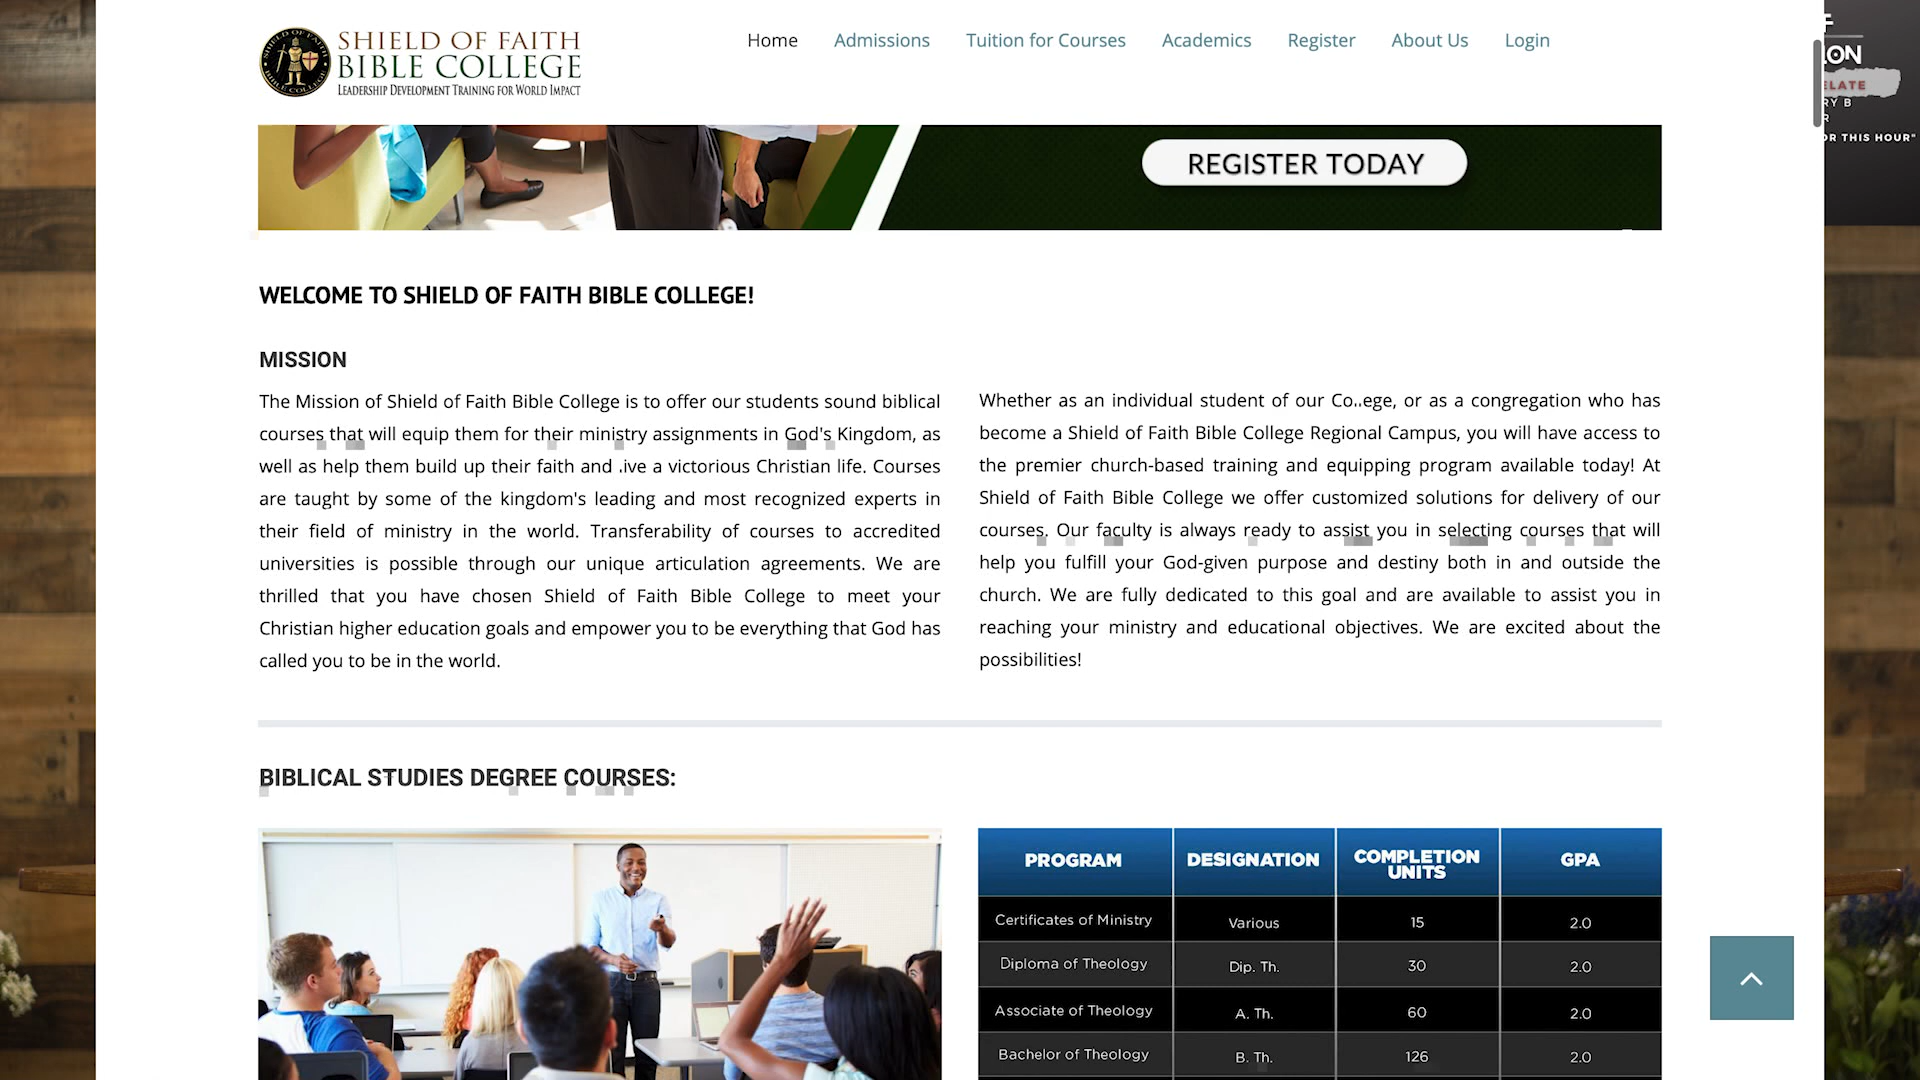 SHIELD OF FAITH
BIBLE COLLEGE
LEADERSHIP DEVELOPMENT TRAINING FOR WORLD IMPACT
SHIELD OF FAITH
BIBLE COLLEGE
Home Admissions Tuition for Courses Academics Register About Us Login
ON
ELATE
RY B
R
OR THIS HOUR"
REGISTER TODAY
WELCOME TO SHIELD OF FAITH BIBLE COLLEGE!
MISSION
The Mission of Shield of Faith Bible College is to offer our students sound biblical
courses that will equip them for their ministry assignments in God's Kingdom, as
well as help them build up their faith and .ive a victorious Christian life. Courses
are taught by some of the kingdom's leading and most recognized experts in
their field of ministry in the world. Transferability of courses to accredited
universities is possible through our unique articulation agreements. We are
thrilled that you have chosen Shield of Faith Bible College to meet your
Christian higher education goals and empower you to be everything that God has
called you to be in the world.
Whether as an individual student of our Co..ege, or as a congregation who has
become a Shield of Faith Bible College Regional Campus, you will have access to
the premier church-based training and equipping program available today! At
Shield of Faith Bible College we offer customized solutions for delivery of our
courses. Our faculty is always ready to assist you in selecting courses that will
help you fulfill your God-given purpose and destiny both in and outside the
church. We are fully dedicated to this goal and are available to assist you in
reaching your ministry and educational objectives. We are excited about the
possibilities!
BIBLICAL STUDIES DEGREE COURSES:
PROGRAM DESIGNATION COMPLETION UNITS GPA
Certificates of Ministry Various 15 2.0
Diploma of Theology Dip. Th. 30 2.0
Associate of Theology A. Th. 60 2.0
Bachelor of Theology B. Th. 126 2.0